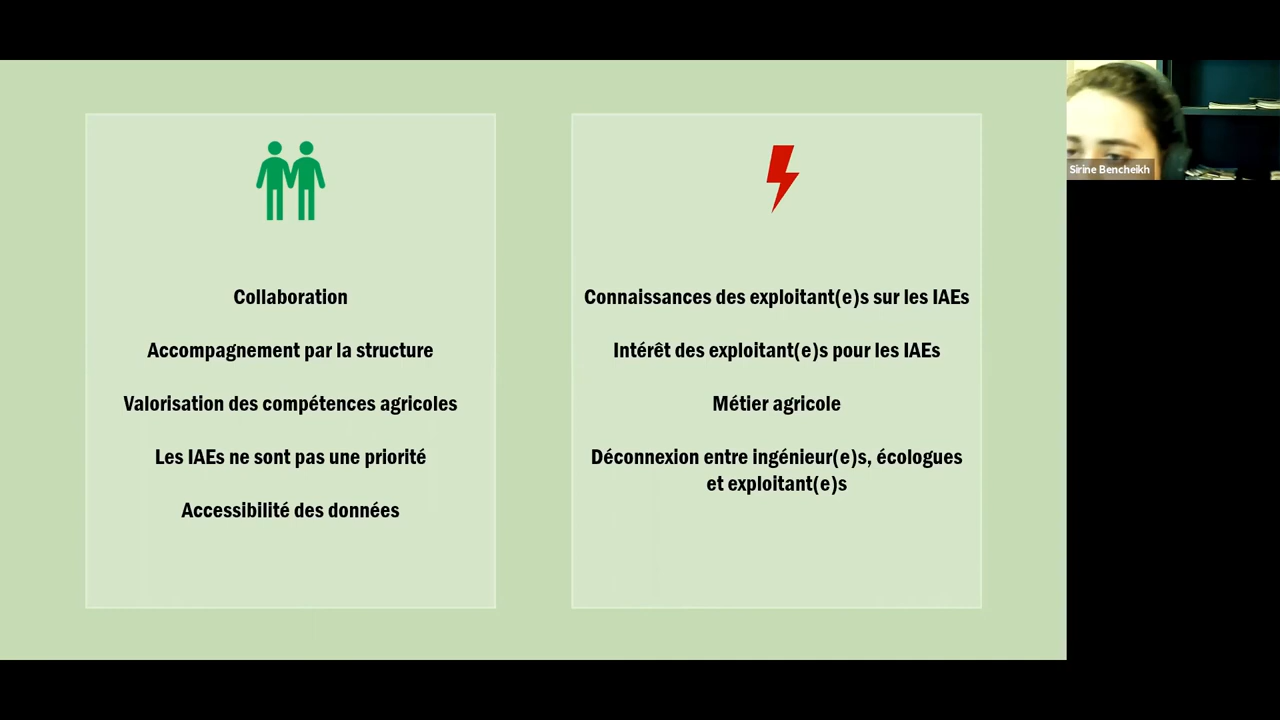 Collaboration
Accompagnement par la structure
Valorisation des compétences agricoles
Les IAEs ne sont pas une priorité
Accessibilité des données
Connaissances des exploitant(e)s sur les IAEs
Intérêt des exploitant(e)s pour les IAEs
Métier agricole
Déconnexion entre ingénieur(e)s, écologues
et exploitant(e)s
Sirine Bencheikh